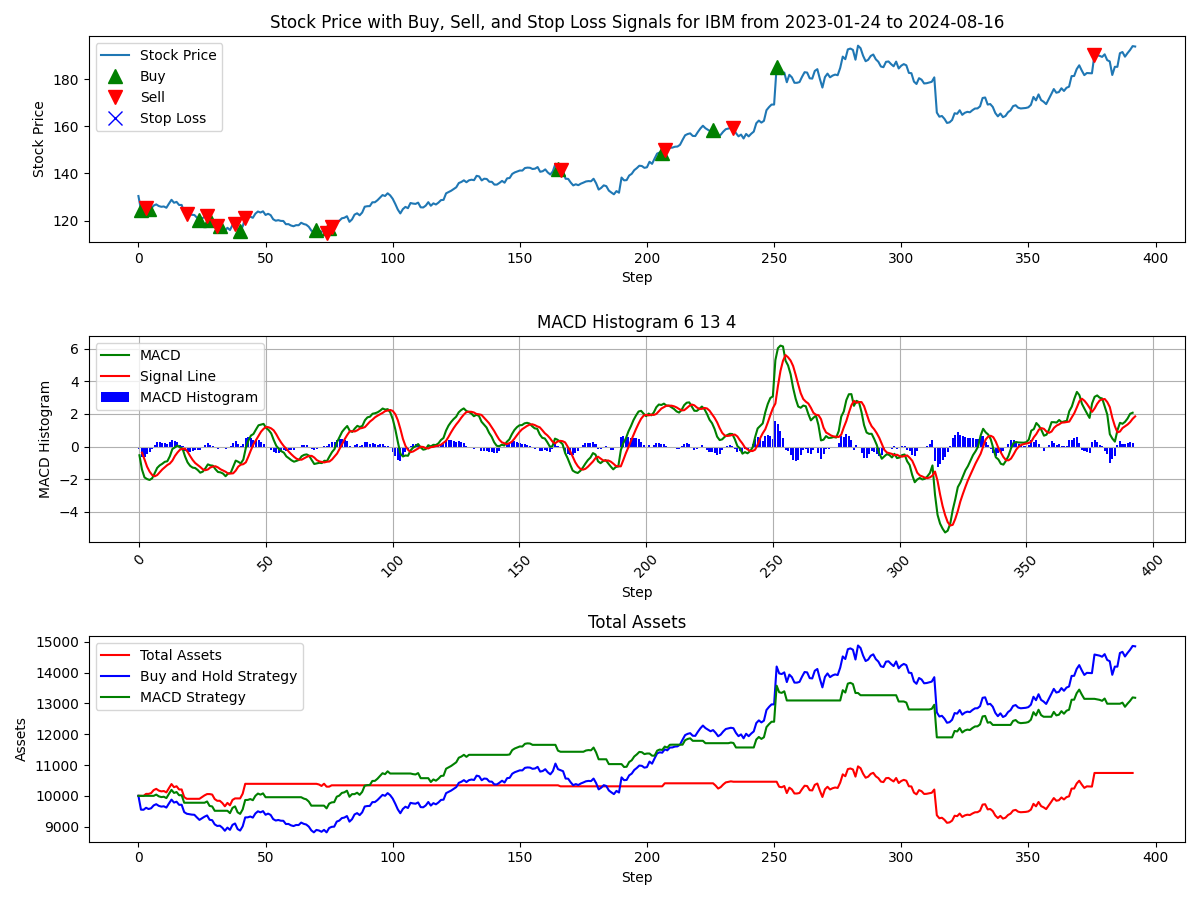 Stock Price with Buy, Sell, and Stop Loss Signals for IBM from 2023-01-24 to 2024-08-16
Stock Price
Stock Price
Buy
Sell
Stop Loss
180
160
140
120
0 50 100 150 200 250 300 350 400
Step
MACD Histogram 6 13 4
MACD Histogram
MACD
Signal Line
MACD Histogram
6
4
2
0
−2
−4
0 50 100 150 200 250 300 350 400
Step
Total Assets
Assets
Total Assets
Buy and Hold Strategy
MACD Strategy
15000
14000
13000
12000
11000
10000
9000
0 50 100 150 200 250 300 350 400
Step